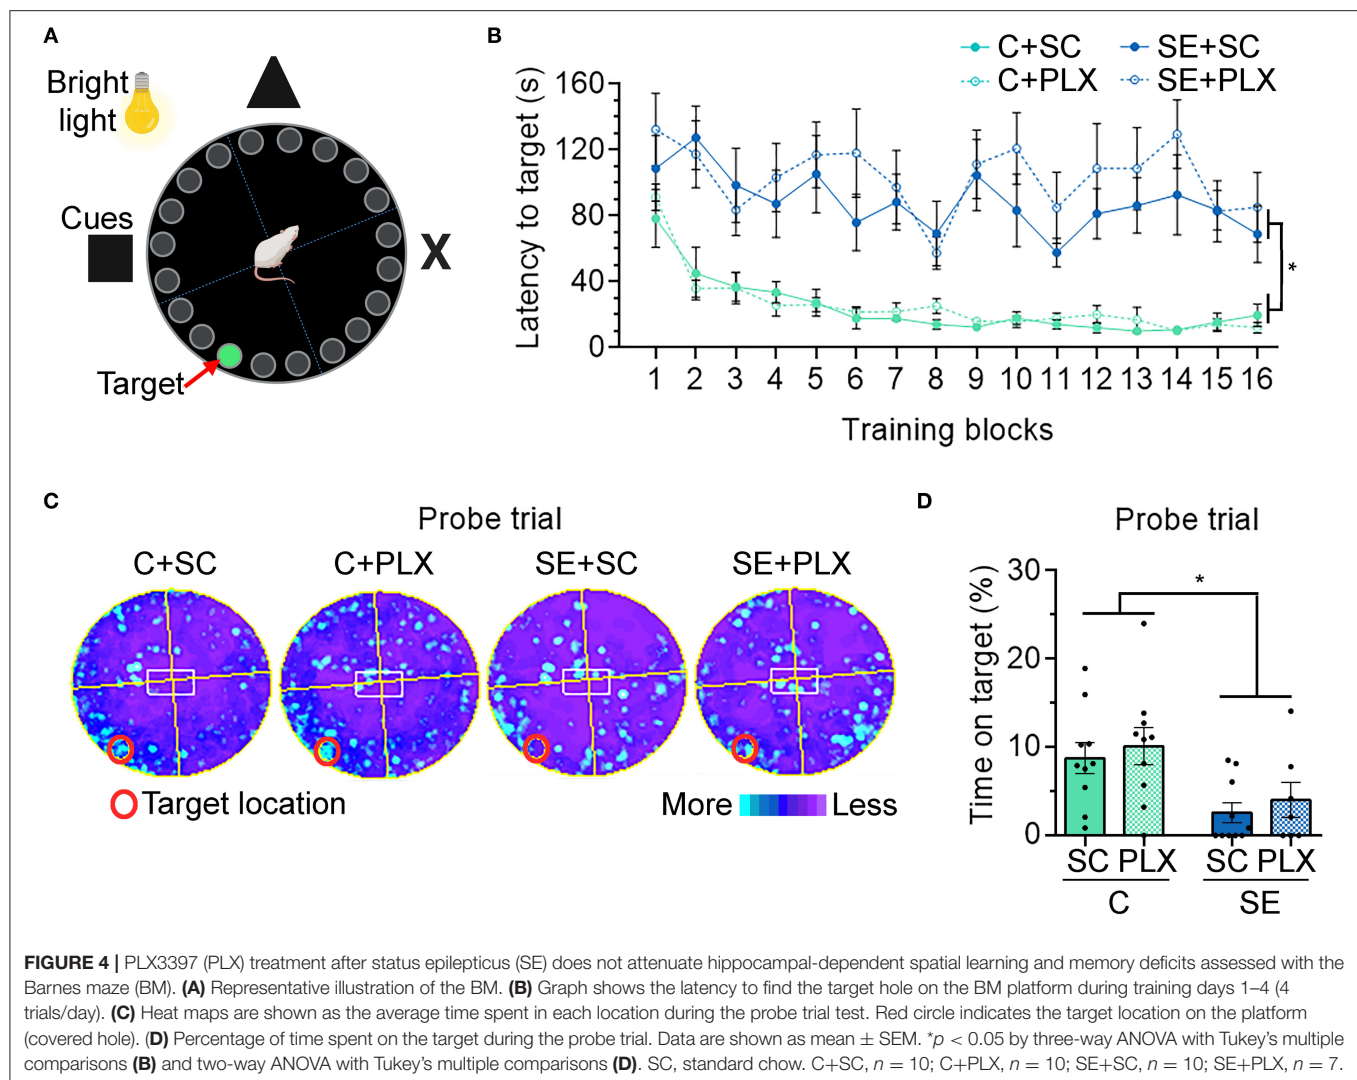 A
Bright
light
Cues
X
Target
B
C+SC
SE+SC
C+PLX
SE+PLX
Latency to target (s)
160
120
80
40
0
*
1 2 3 4 5 6 7 8 9 10 11 12 13 14 15 16
Training blocks
C
Probe trial
C+SC C+PLX SE+SC SE+PLX
Target location
More Less
D
Probe trial
Time on target (%)
30
20
10
0
*
SC PLX SC PLX
C SE
FIGURE 4 | PLX3397 (PLX) treatment after status epilepticus (SE) does not attenuate hippocampal-dependent spatial learning and memory deficits assessed with the
Barnes maze (BM). (A) Representative illustration of the BM. (B) Graph shows the latency to find the target hole on the BM platform during training days 1–4 (4
trials/day). (C) Heat maps are shown as the average time spent in each location during the probe trial test. Red circle indicates the target location on the platform
(covered hole). (D) Percentage of time spent on the target during the probe trial. Data are shown as mean ± SEM. *p < 0.05 by three-way ANOVA with Tukey's multiple
comparisons (B) and two-way ANOVA with Tukey's multiple comparisons (D). SC, standard chow. C+SC, n = 10; C+PLX, n = 10; SE+SC, n = 10; SE+PLX, n = 7.